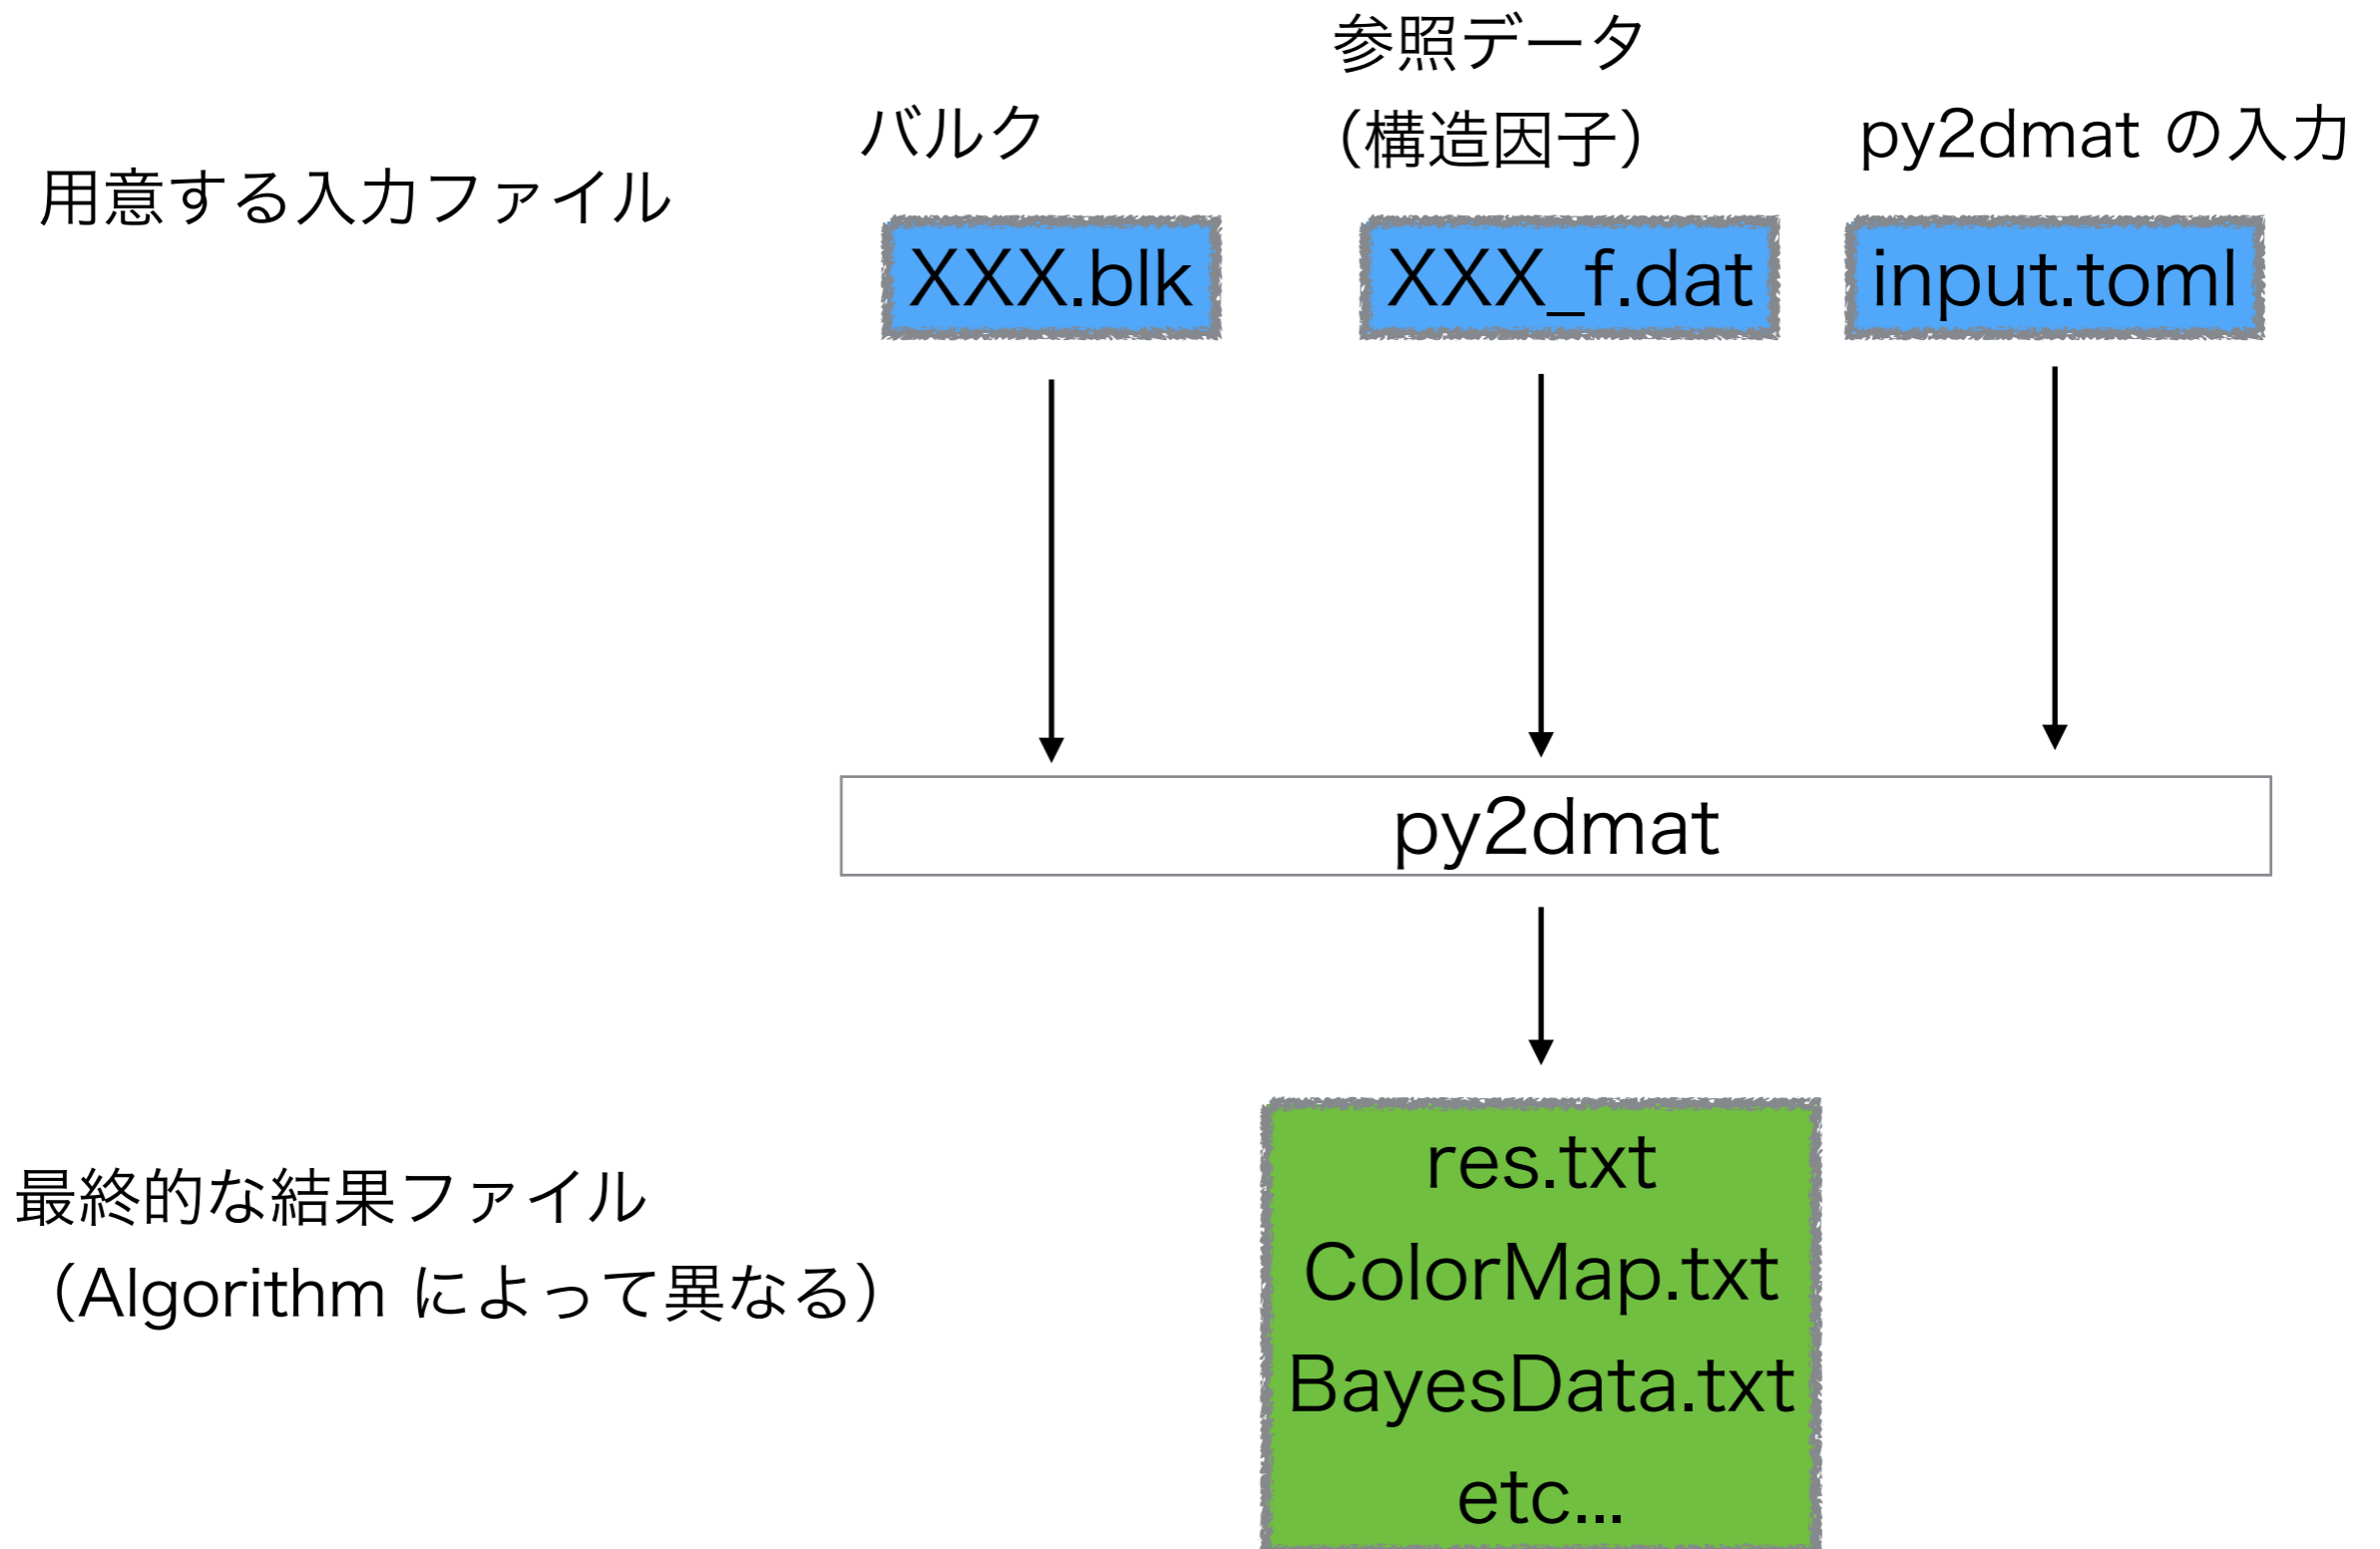 用意する入力ファイル
バルク
参照データ
（構造因子）
py2dmat の入力
XXX.blk
XXX_f.dat
input.toml
py2dmat
最終的な結果ファイル
（Algorithm によって異なる）
res.txt
ColorMap.txt
BayesData.txt
etc...